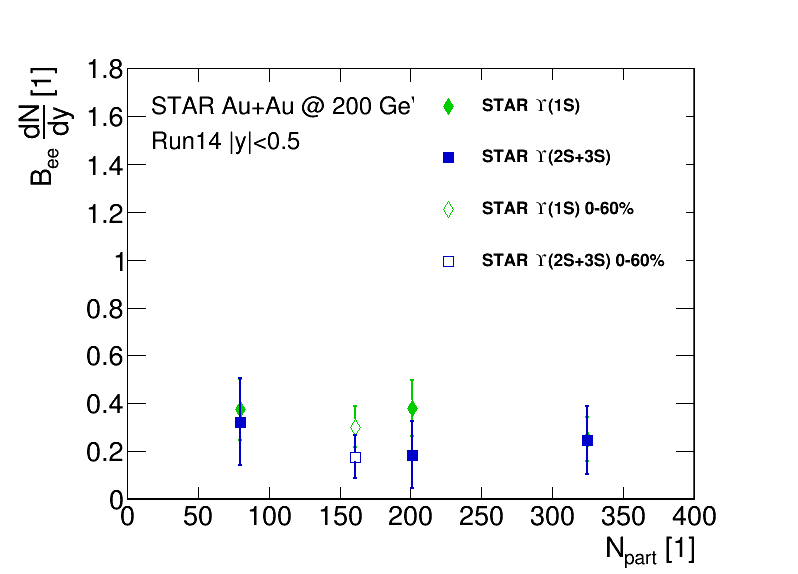 STAR Au+Au @ 200 GeV
Run14 |y|<0.5
STAR ϒ(1S)
STAR ϒ(2S+3S)
STAR ϒ(1S) 0-60%
STAR ϒ(2S+3S) 0-60%
B_ee dN/dy [1]
1.8
1.6
1.4
1.2
1
0.8
0.6
0.4
0.2
0
0 50 100 150 200 250 300 350 400
N_part [1]